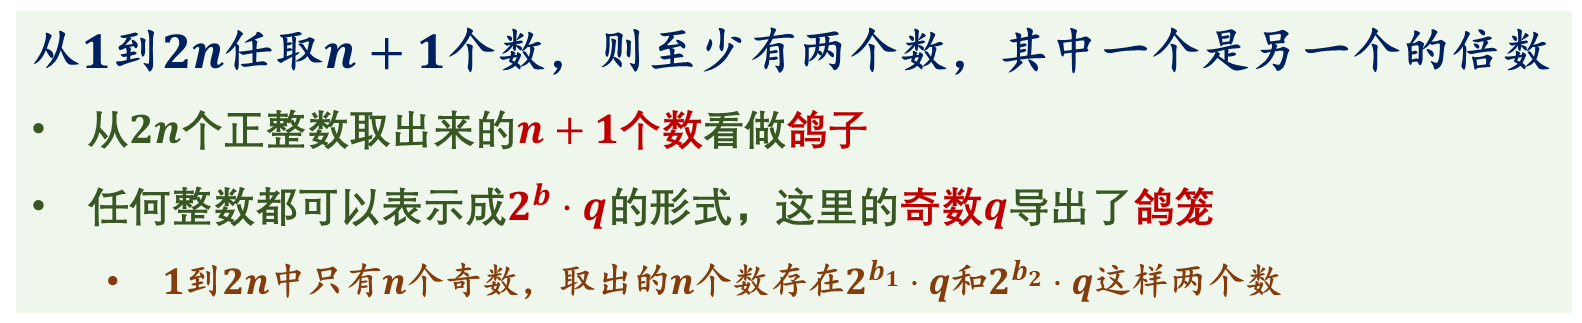 从1到2n任取n + 1个数，则至少有两个数，其中一个是另一个的倍数
• 从2n个正整数取出来的n + 1个数看做鸽子
• 任何整数都可以表示成2^b · q的形式，这里的奇数q导出了鸽笼
• 1到2n中只有n个奇数，取出的n个数存在2^{b_1} · q和2^{b_2} · q这样两个数